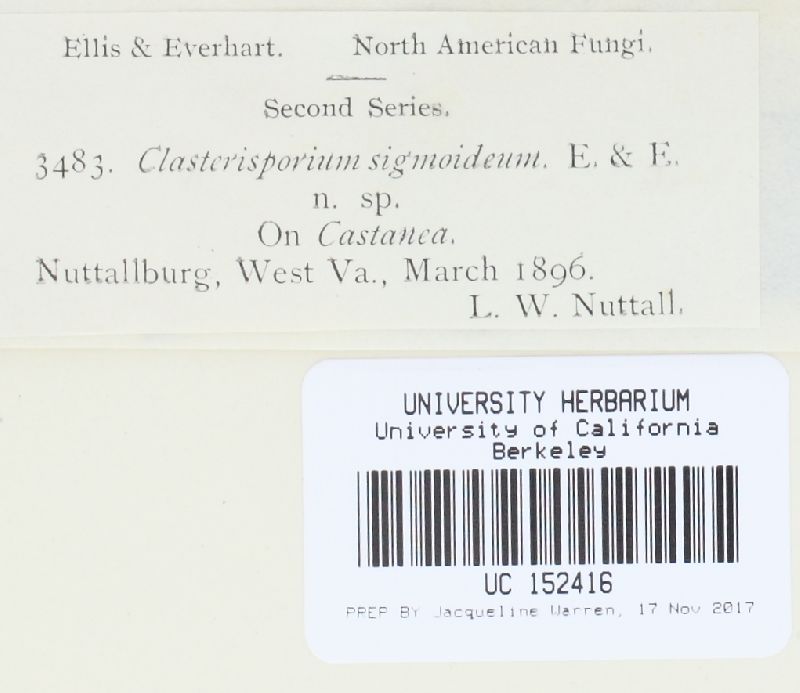 Ellis & Everhart. North American Fungi.
Second Series.
3483. Clasterisporium sigmoideum. E. & E.
n. sp.
On Castanea.
Nuttallburg, West Va., March 1896.
L. W. Nuttall.
UNIVERSITY HERBARIUM
University of California
Berkeley
UC 152416
PREP BY Jacqueline Warren, 17 Nov 2017